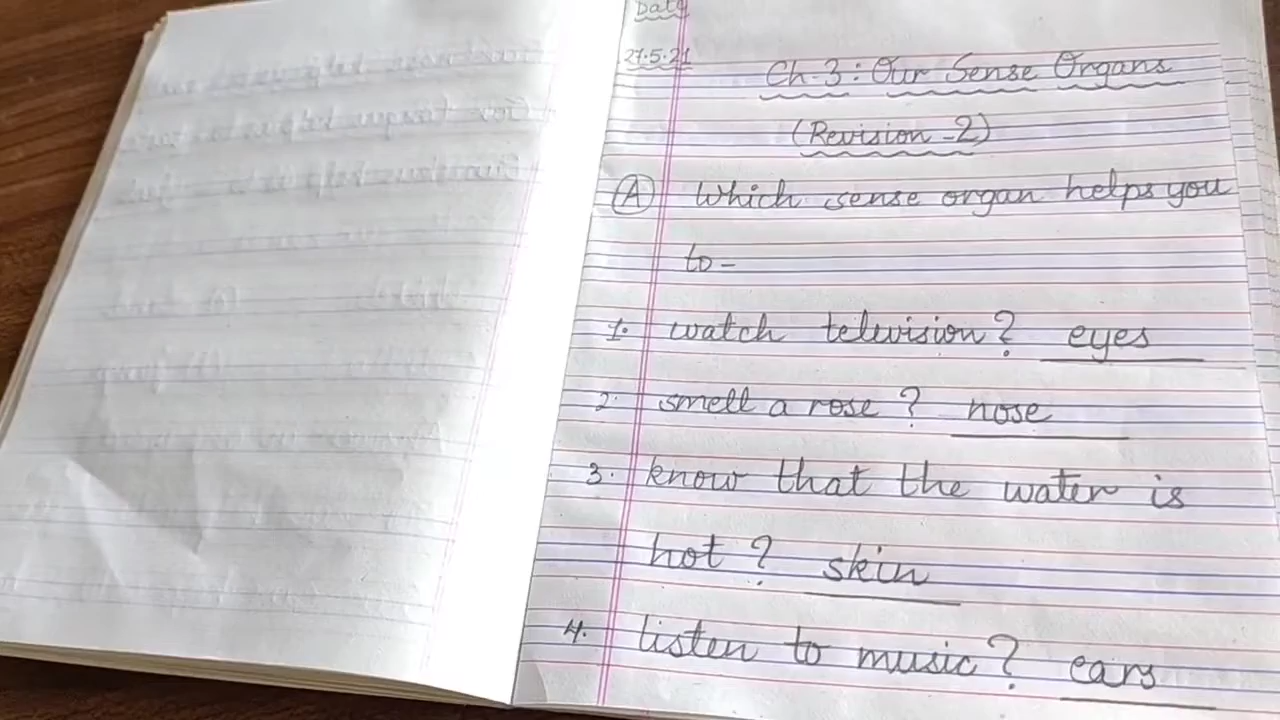 Date
27.5.21
Ch-3: Our Sense Organs
(Revision -2)
(A) Which sense organ helps you
to -
1. watch television? eyes
2. smell a rose? nose
3. know that the water is
hot? skin
4. listen to music? ears